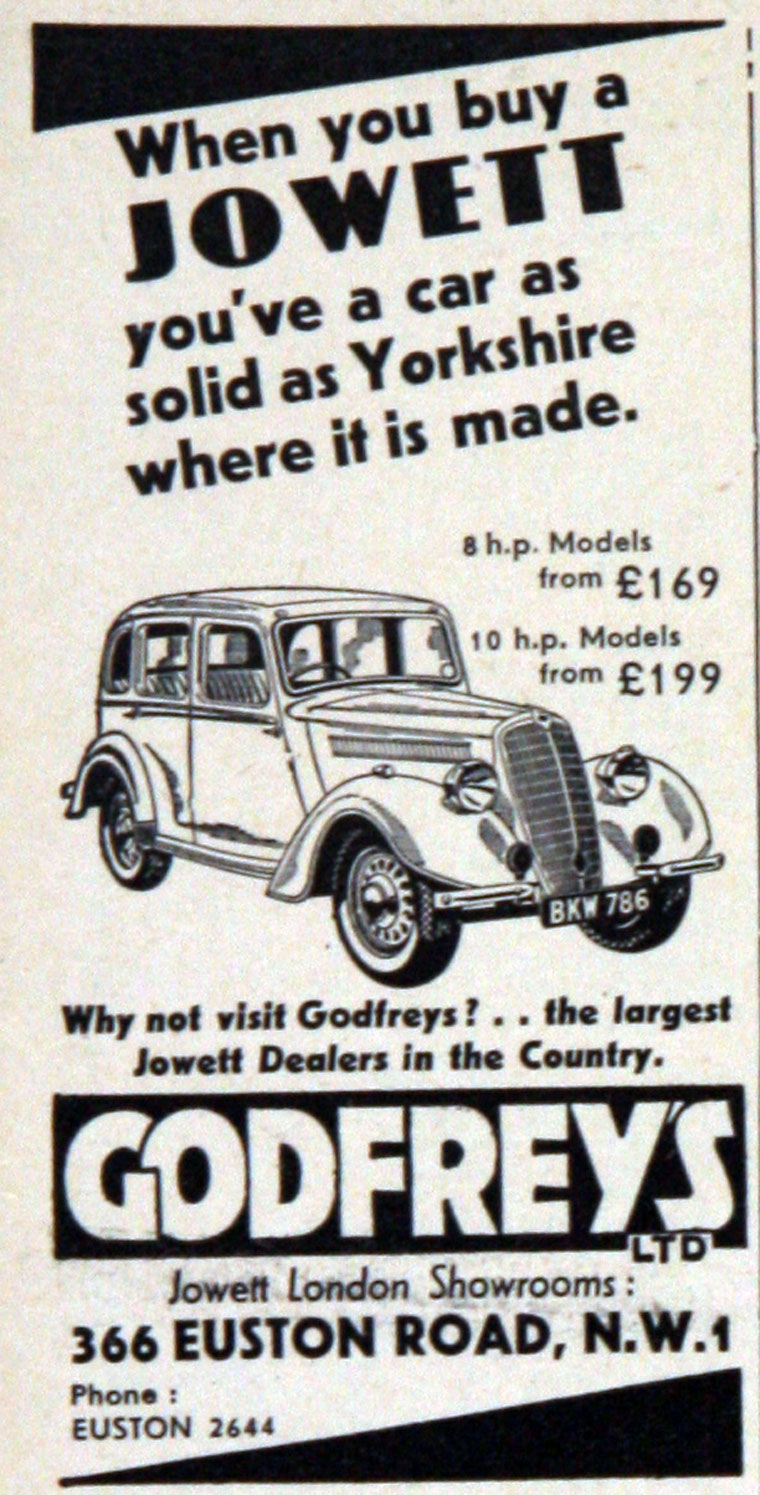 When you buy a
JOWETT
you've a car as
solid as Yorkshire
where it is made.
8 h.p. Models
from £169
10 h.p. Models
from £199
BKW 786
Why not visit Godfreys? . . the largest
Jowett Dealers in the Country.
GODFREY'S
LTD
Jowett London Showrooms:
366 EUSTON ROAD, N.W.1
Phone:
EUSTON 2644